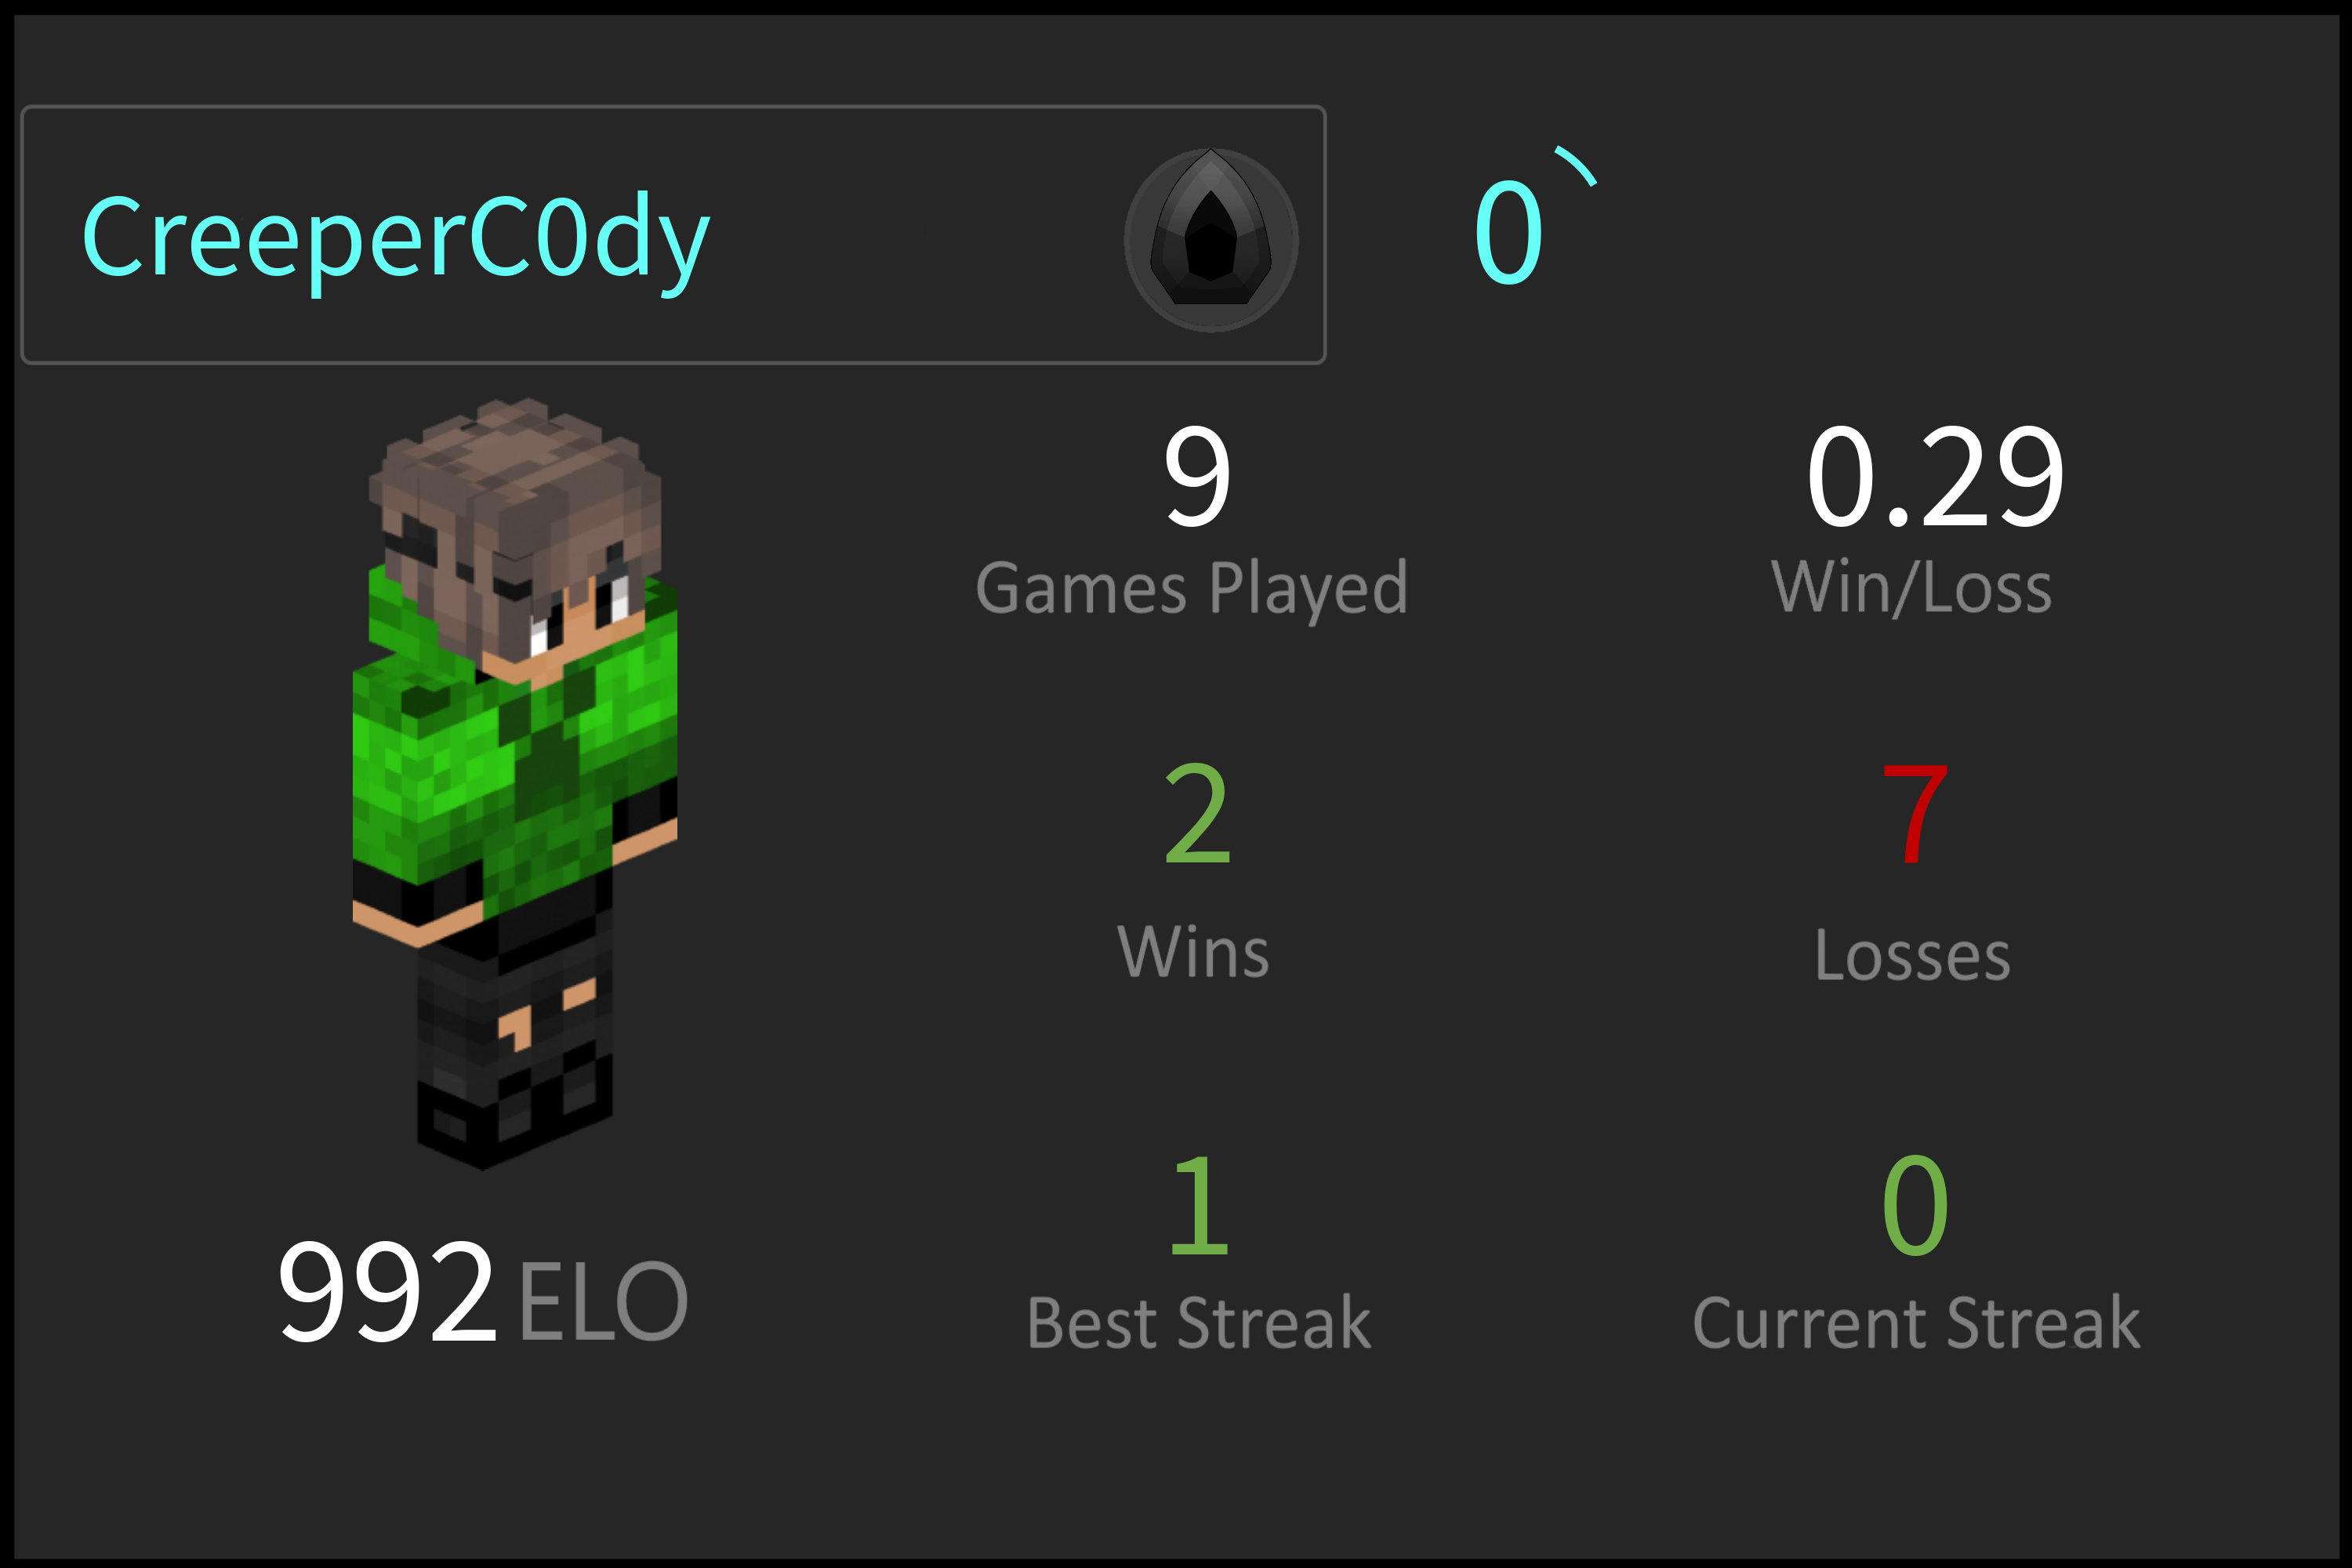 CreeperC0dy
0
9
0.29
Games Played
Win/Loss
2
7
Wins
Losses
1
0
992 ELO
Best Streak
Current Streak